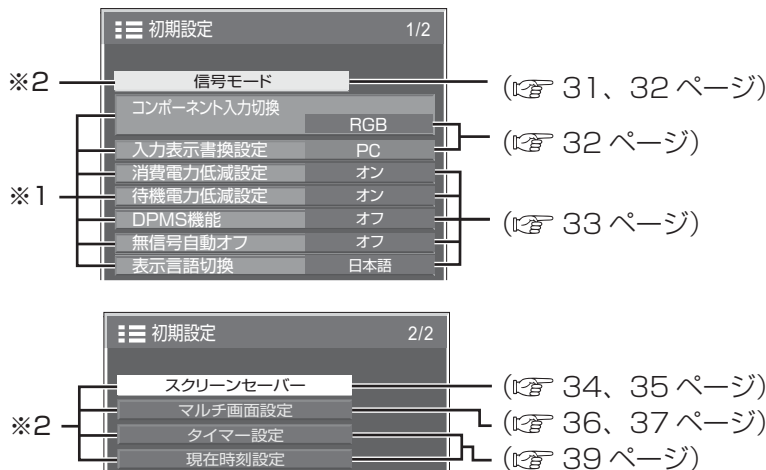 初期設定 1/2
※2 信号モード (☞ 31、32 ページ)
コンポーネント入力切換
RGB
(☞ 32 ページ)
入力表示書換設定 PC
消費電力低減設定 オン
※1 待機電力低減設定 オン
DPMS機能 オフ (☞ 33 ページ)
無信号自動オフ オフ
表示言語切換 日本語
初期設定 2/2
スクリーンセーバー (☞ 34、35 ページ)
マルチ画面設定 (☞ 36、37 ページ)
※2 タイマー設定
現在時刻設定 (☞ 39 ページ)